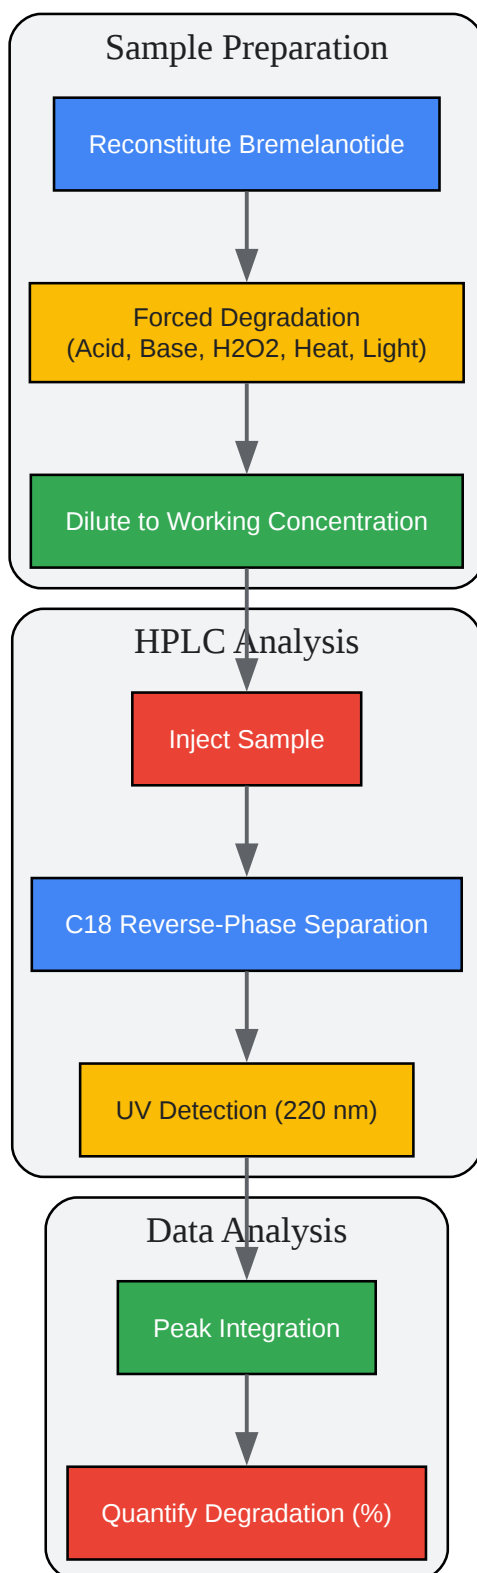 Sample Preparation
Reconstitute Bremelanotide
Forced Degradation
(Acid, Base, H2O2, Heat, Light)
Dilute to Working Concentration
HPLC Analysis
Inject Sample
C18 Reverse-Phase Separation
UV Detection (220 nm)
Data Analysis
Peak Integration
Quantify Degradation (%)